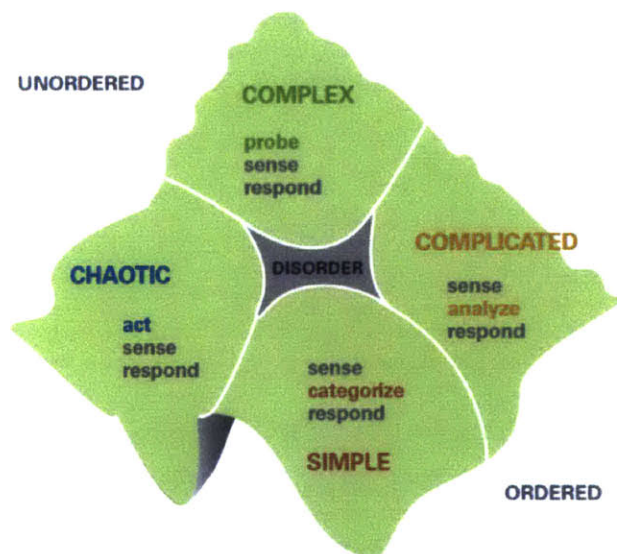 UNORDERED
COMPLEX
probe
sense
respond
COMPLICATED
sense
analyze
respond
DISORDER
CHAOTIC
act
sense
respond
sense
categorize
respond
SIMPLE
ORDERED